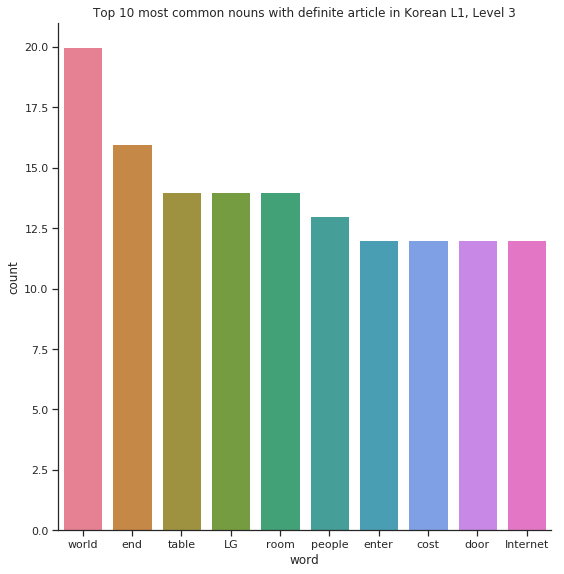 Top 10 most common nouns with definite article in Korean L1, Level 3
20.0
17.5
15.0
12.5
10.0
7.5
5.0
2.5
0.0
count
world end table LG room people enter cost door Internet
word